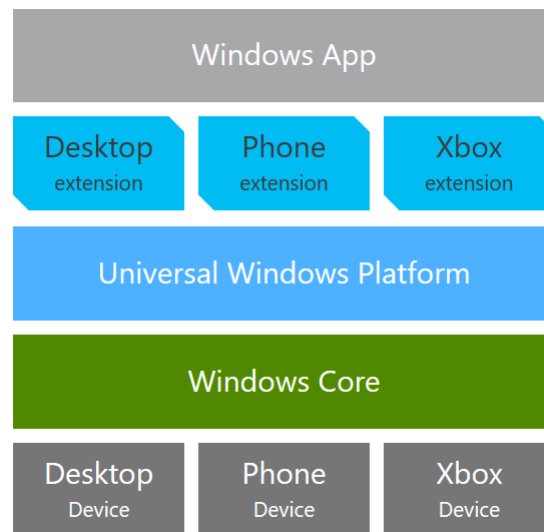 Windows App
Desktop Phone Xbox
extension extension extension
Universal Windows Platform
Windows Core
Desktop Phone Xbox
Device Device Device